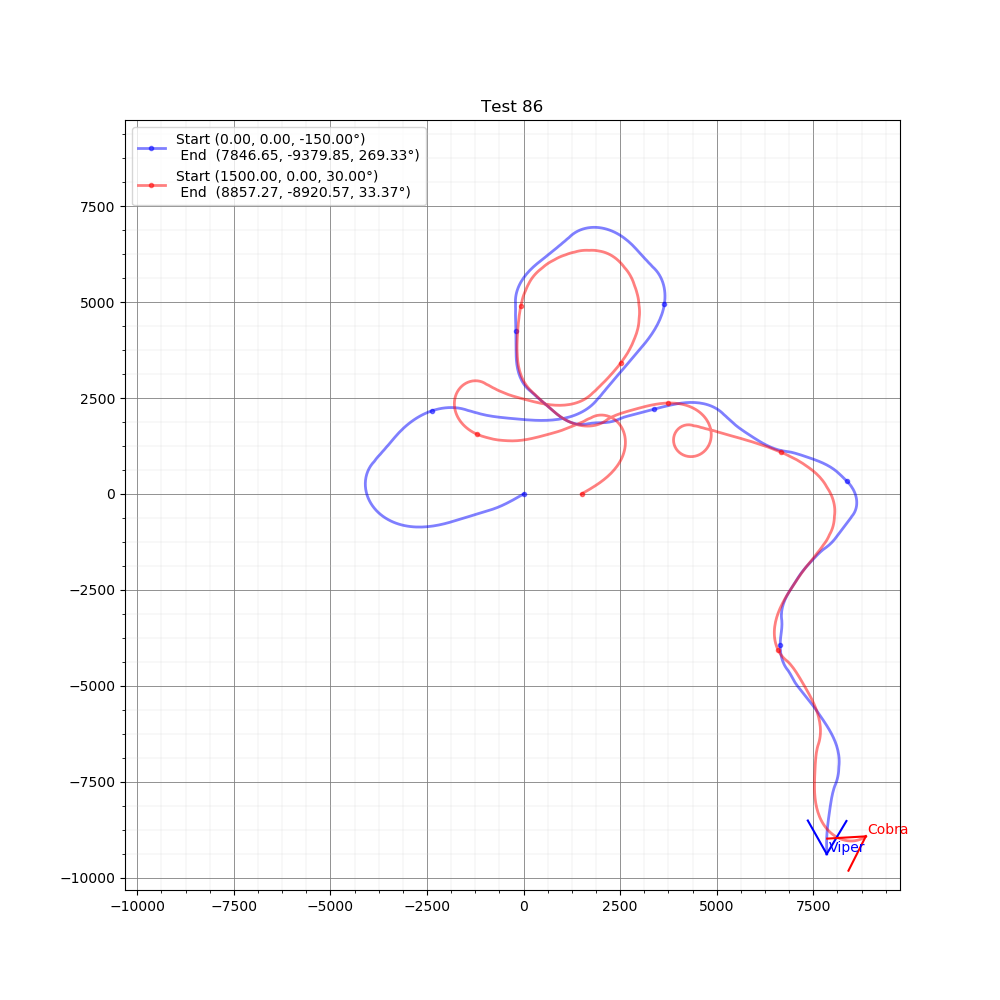 Test 86
Start (0.00, 0.00, -150.00°)
End  (7846.65, -9379.85, 269.33°)
Start (1500.00, 0.00, 30.00°)
End  (8857.27, -8920.57, 33.37°)
7500
5000
2500
0
−2500
−5000
−7500
−10000
Cobra
Viper
−10000 −7500 −5000 −2500 0 2500 5000 7500